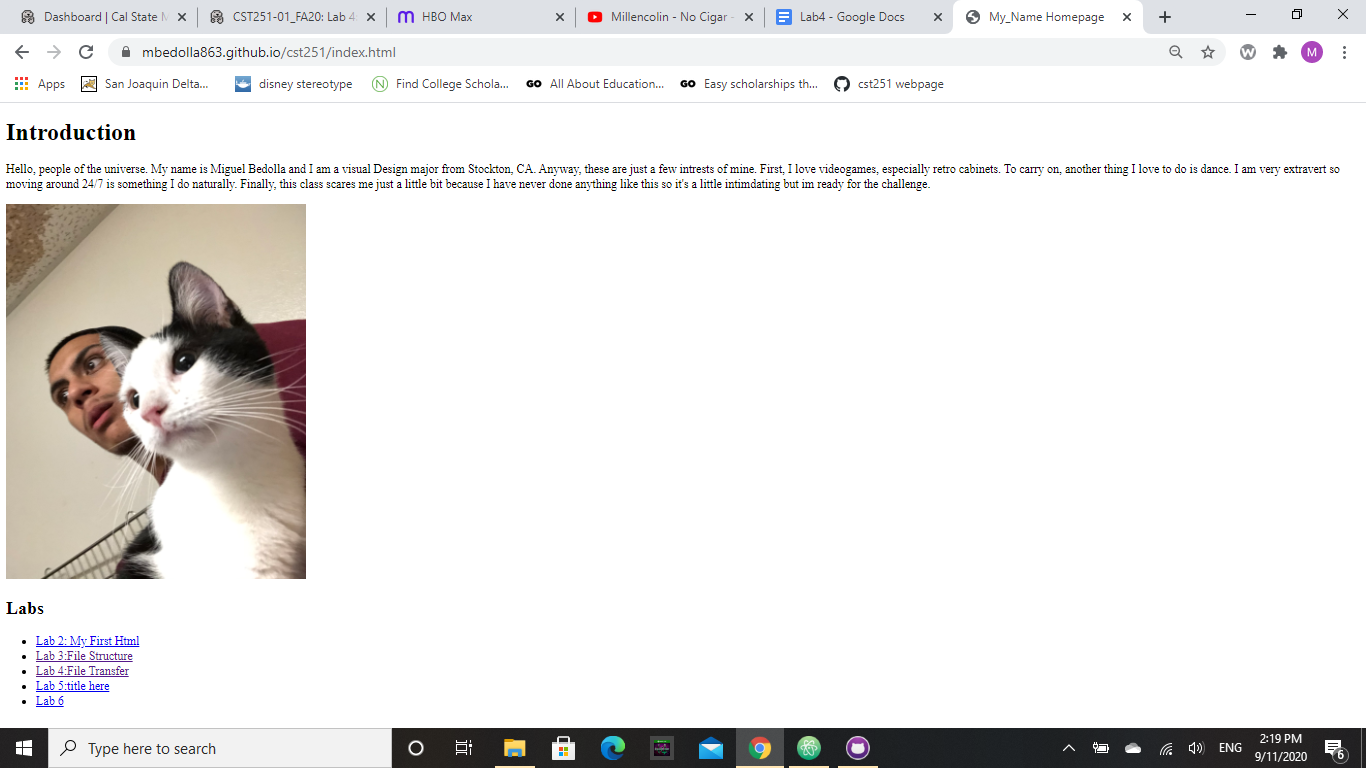 Dashboard | Cal State M
CST251-01_FA20: Lab 4:
HBO Max
Millencolin - No Cigar -
Lab4 - Google Docs
My_Name Homepage
mbedolla863.github.io/cst251/index.html
M
Apps
San Joaquin Delta...
disney stereotype
N
Find College Schola...
GO
All About Education...
GO
Easy scholarships th...
cst251 webpage
Introduction
Hello, people of the universe. My name is Miguel Bedolla and I am a visual Design major from Stockton, CA. Anyway, these are just a few intrests of mine. First, I love videogames, especially retro cabinets. To carry on, another thing I love to do is dance. I am very extravert so
moving around 24/7 is something I do naturally. Finally, this class scares me just a little bit because I have never done anything like this so it's a little intimdating but im ready for the challenge.
Labs
Lab 2: My First Html
Lab 3:File Structure
Lab 4:File Transfer
Lab 5:title here
Lab 6
Type here to search
ENG
2:19 PM
9/11/2020
6